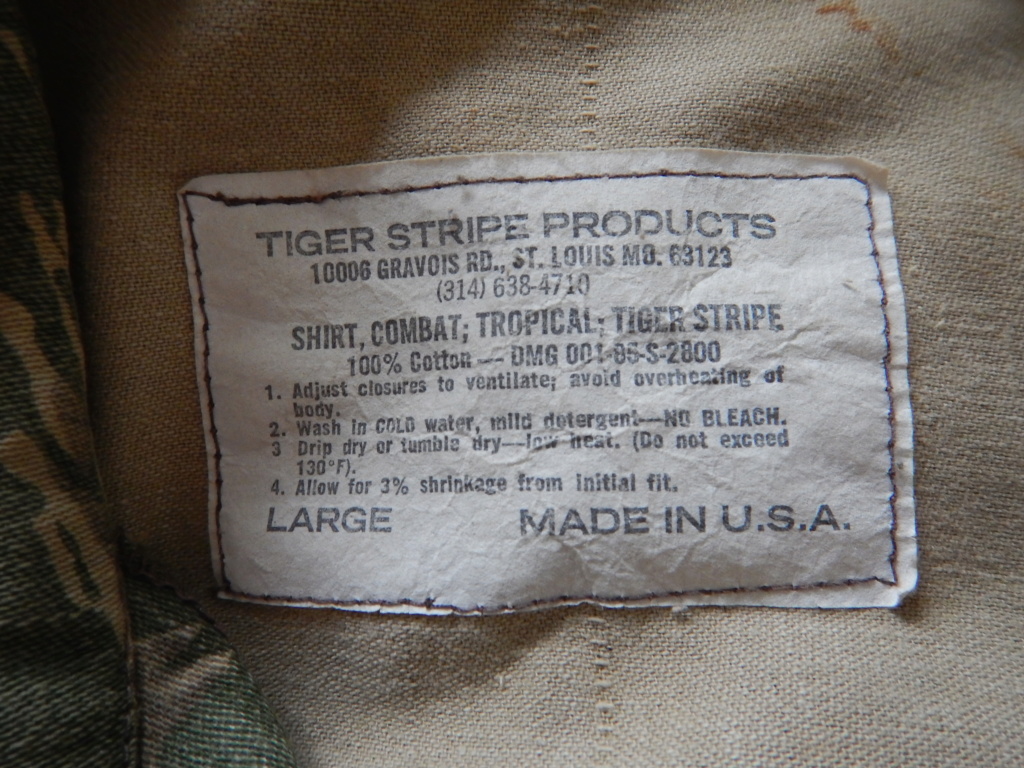 TIGER STRIPE PRODUCTS
10006 GRAVOIS RD., ST. LOUIS MO. 63123
(314) 638-4710
SHIRT, COMBAT; TROPICAL; TIGER STRIPE
100% Cotton — DMG 001-95-S-2800
1. Adjust closures to ventilate; avoid overheating of
body.
2. Wash in COLD water, mild detergent—NO BLEACH.
3 Drip dry or tumble dry—low heat. (Do not exceed
130°F).
4. Allow for 3% shrinkage from initial fit.
LARGE MADE IN U.S.A.